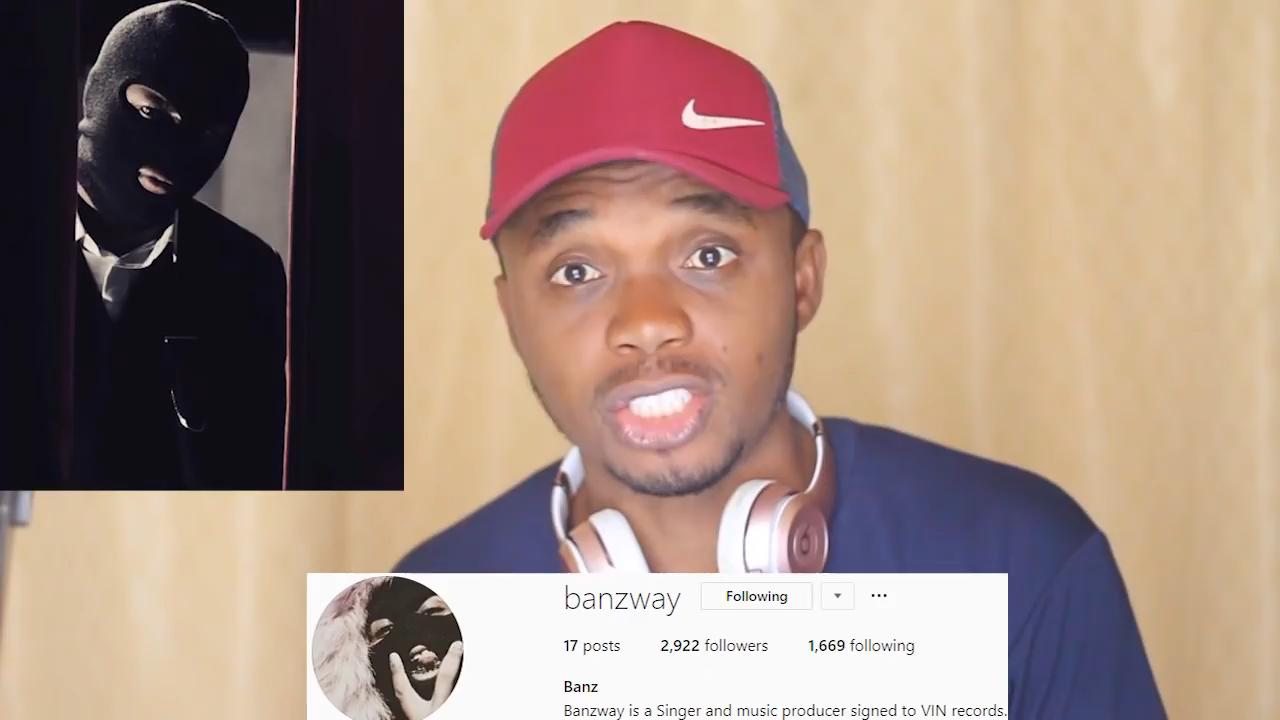 banzway Following ...
17 posts 2,922 followers 1,669 following
Banz
Banzway is a Singer and music producer signed to VIN records.